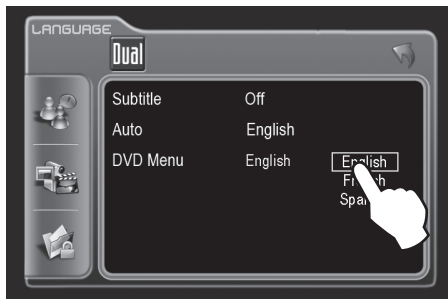 LANGUAGE
Dual
Subtitle Off
Auto English
DVD Menu English English